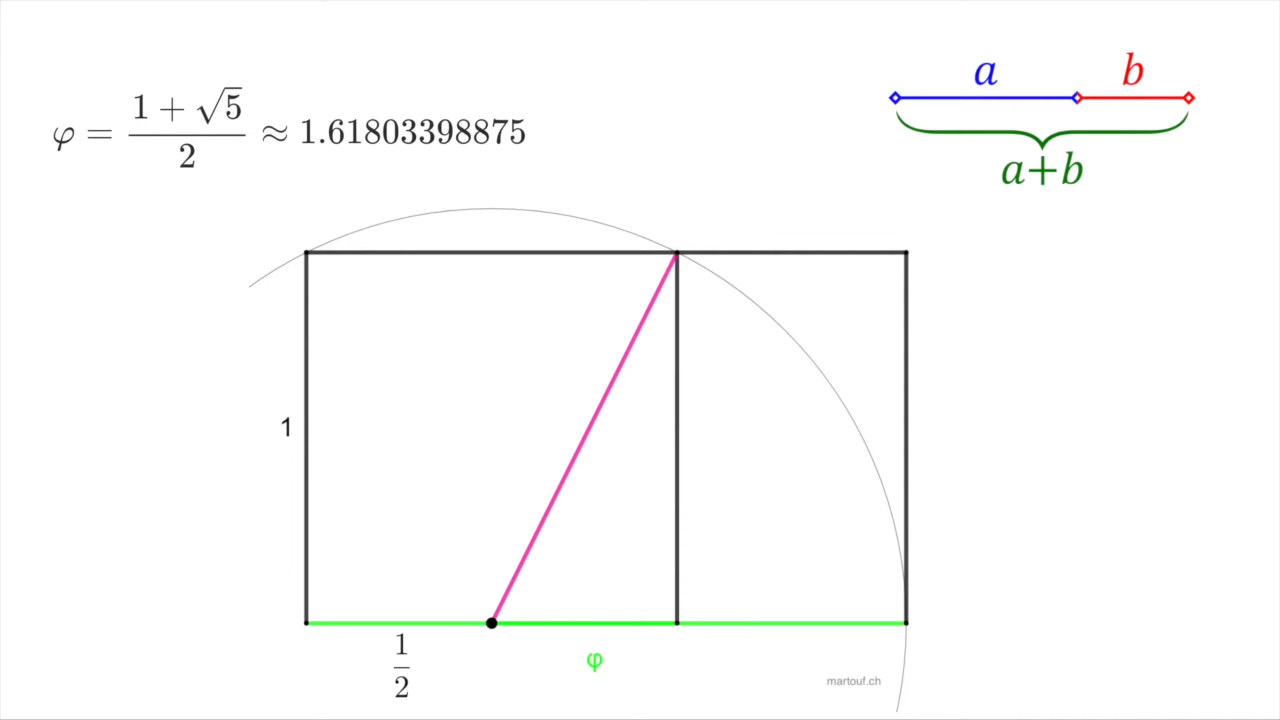 φ = (1 + √5)/2 ≈ 1.61803398875
a b
a+b
1
1/2
φ
martouf.ch